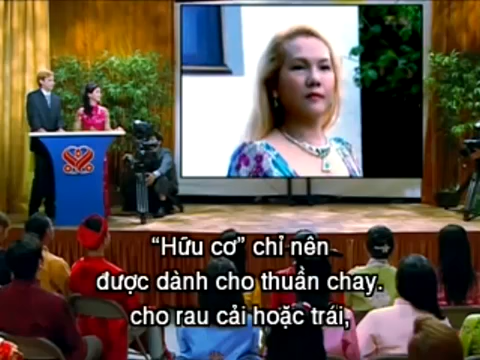 “Hữu cơ” chỉ nên
được dành cho thuần chay.
cho rau cải hoặc trái,